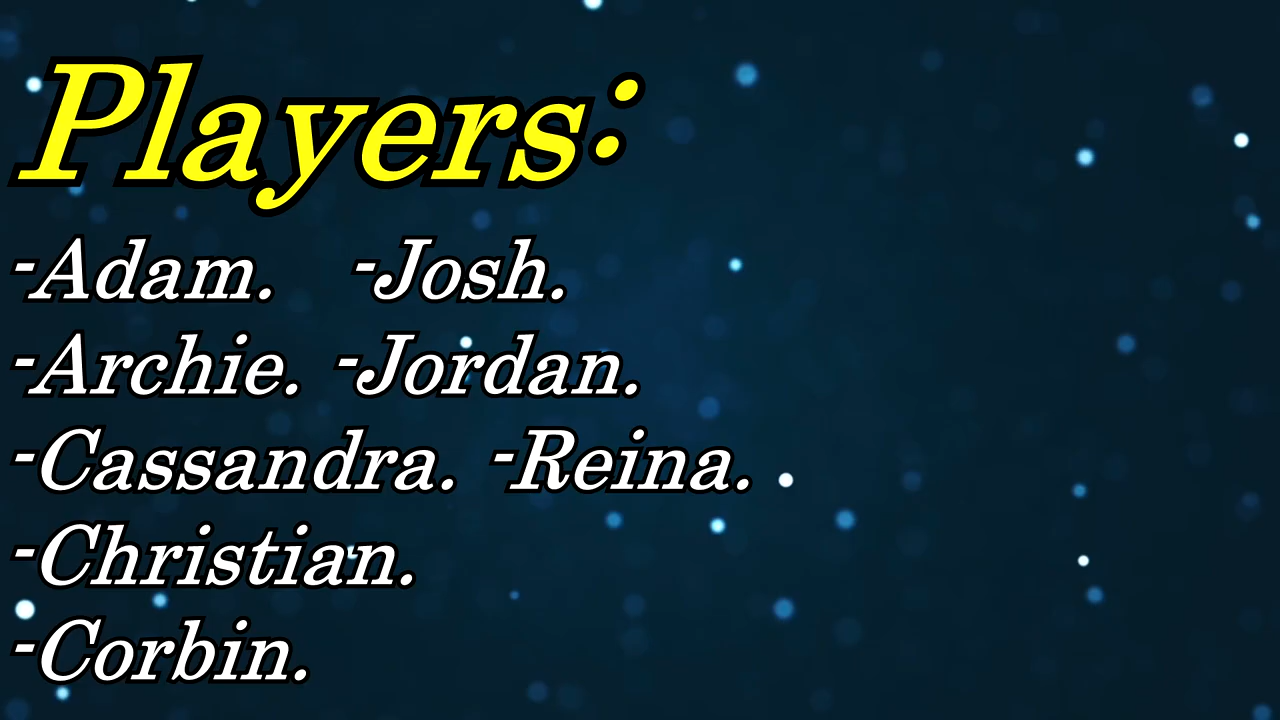 Players:
-Adam. -Josh.
-Archie. -Jordan.
-Cassandra. -Reina.
-Christian.
-Corbin.